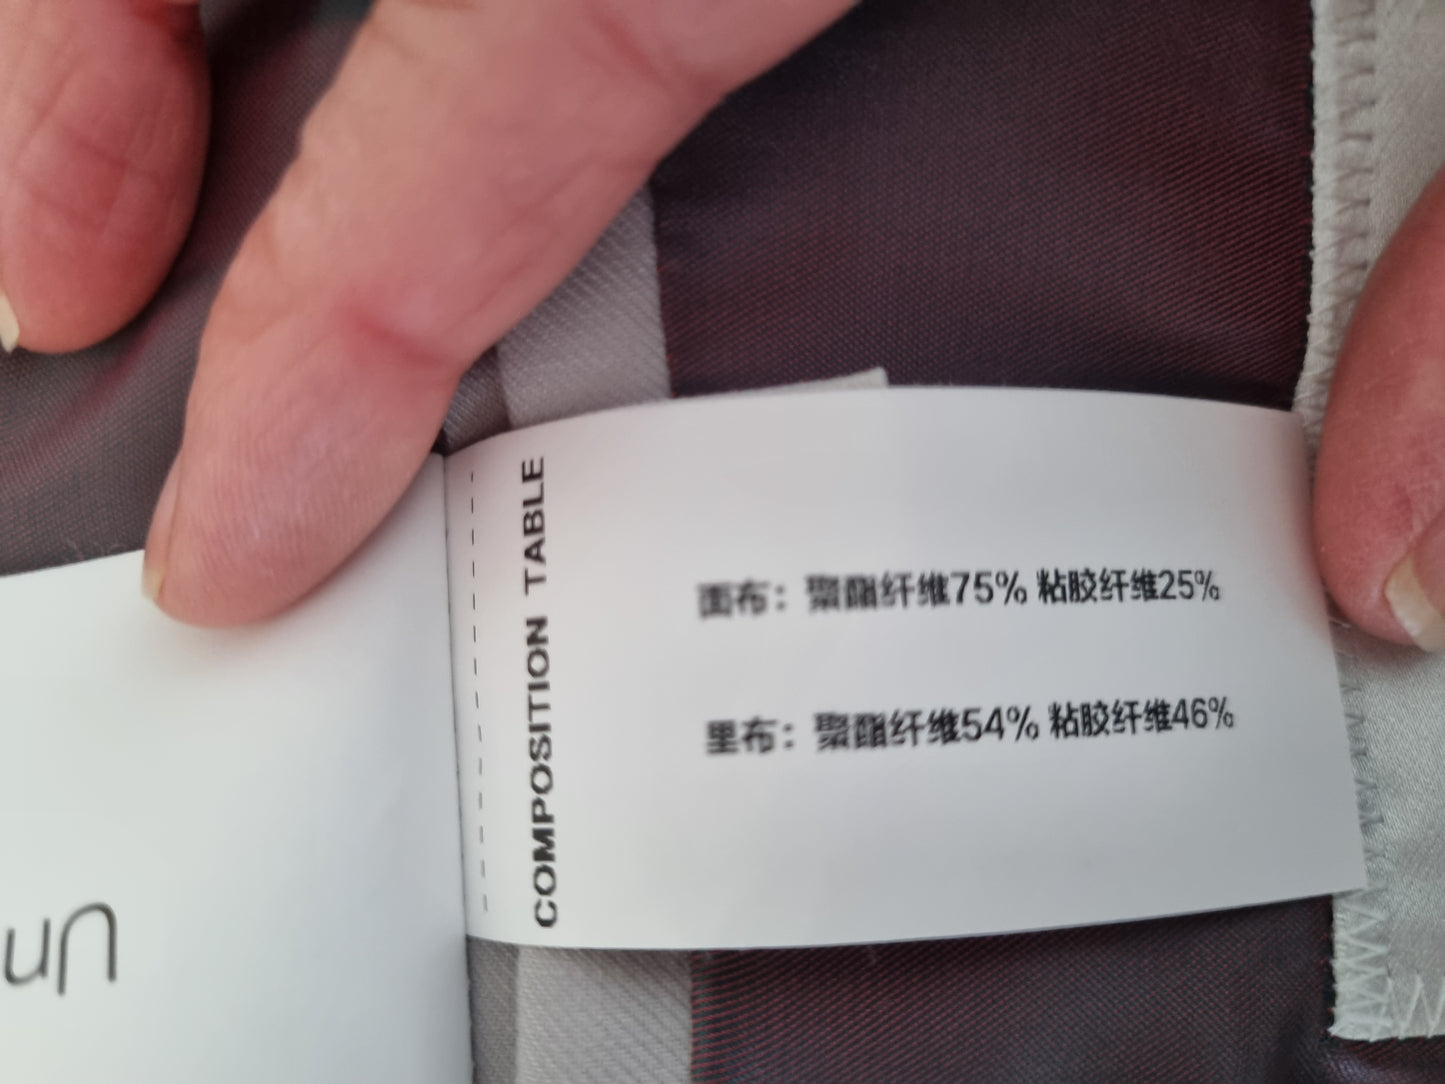 COMPOSITION TABLE
面布：聚酯纤维75% 粘胶纤维25%
里布：聚酯纤维54% 粘胶纤维46%
Un